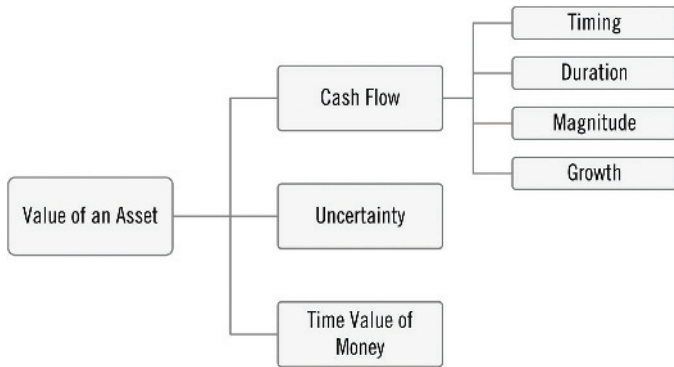 Timing
Cash Flow
Duration
Magnitude
Growth
Value of an Asset
Uncertainty
Time Value of
Money